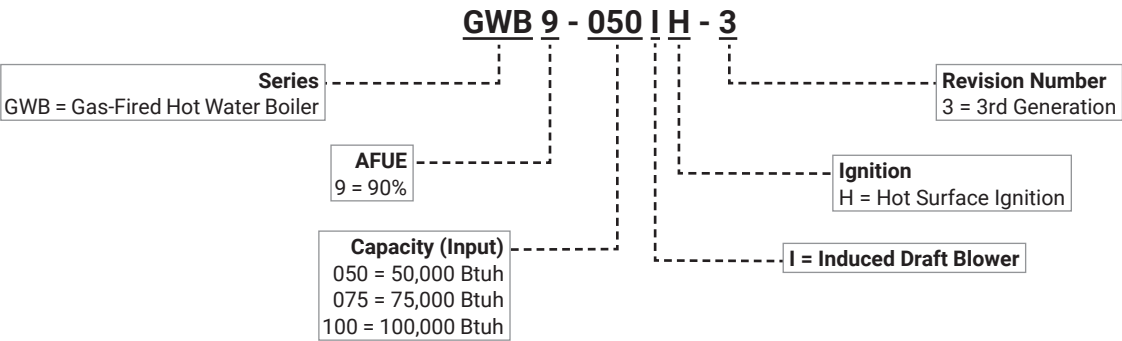 GWB 9 - 050 I H - 3
Series
GWB = Gas-Fired Hot Water Boiler
AFUE
9 = 90%
Capacity (Input)
050 = 50,000 Btuh
075 = 75,000 Btuh
100 = 100,000 Btuh
Revision Number
3 = 3rd Generation
Ignition
H = Hot Surface Ignition
I = Induced Draft Blower